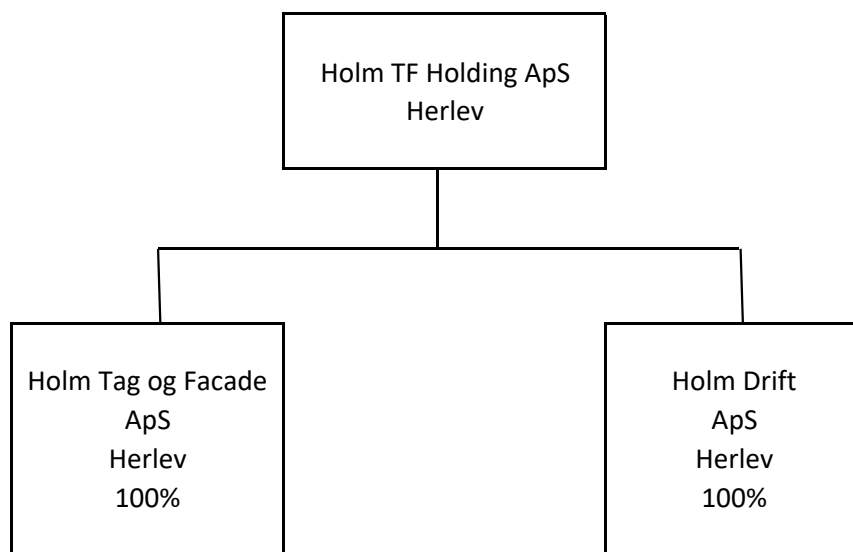 Holm TF Holding ApS
Herlev
Holm Tag og Facade
ApS
Herlev
100%
Holm Drift
ApS
Herlev
100%